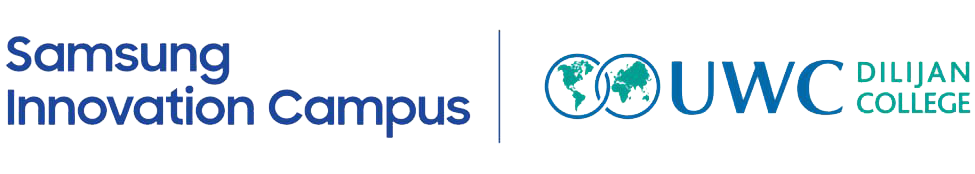 Samsung
Innovation Campus
UWC
DILIJAN
COLLEGE